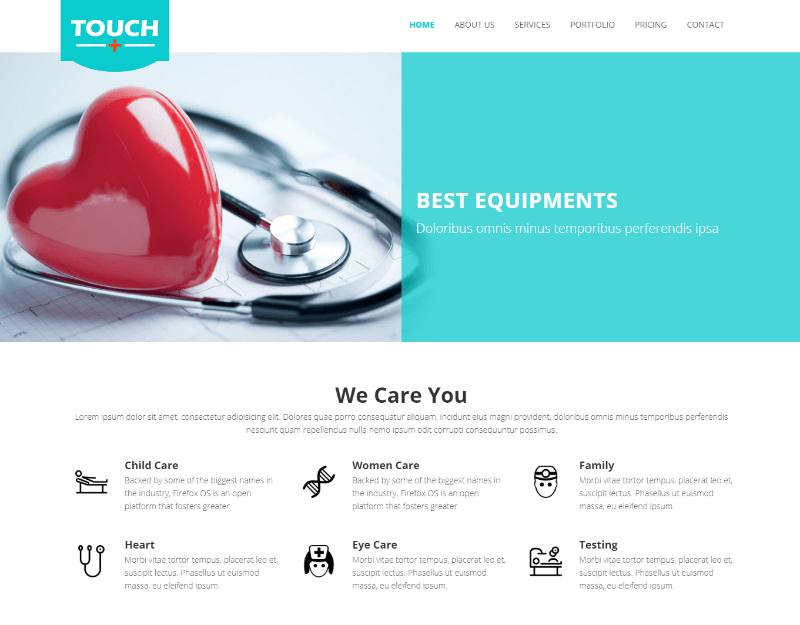 TOUCH
HOME ABOUT US SERVICES PORTFOLIO PRICING CONTACT
BEST EQUIPMENTS
Doloribus omnis minus temporibus perferendis ipsa
We Care You
Lorem ipsum dolor sit amet, consectetur adipisicing elit. Dolores quae porro consequatur aliquam, incidunt eius magni provident, doloribus omnis minus temporibus perferendis
nesciunt quam repellendus nulla nemo ipsum odit corrupti consequuntur possimus.
Child Care
Backed by some of the biggest names in
the industry, Firefox OS is an open
platform that fosters greater
Women Care
Backed by some of the biggest names in
the industry, Firefox OS is an open
platform that fosters greater
Family
Morbi vitae tortor tempus, placerat leo et,
suscipit lectus. Phasellus ut euismod
massa, eu eleifend ipsum.
Heart
Morbi vitae tortor tempus, placerat leo et,
suscipit lectus. Phasellus ut euismod
massa, eu eleifend ipsum.
Eye Care
Morbi vitae tortor tempus, placerat leo et,
suscipit lectus. Phasellus ut euismod
massa, eu eleifend ipsum.
Testing
Morbi vitae tortor tempus, placerat leo et,
suscipit lectus. Phasellus ut euismod
massa, eu eleifend ipsum.